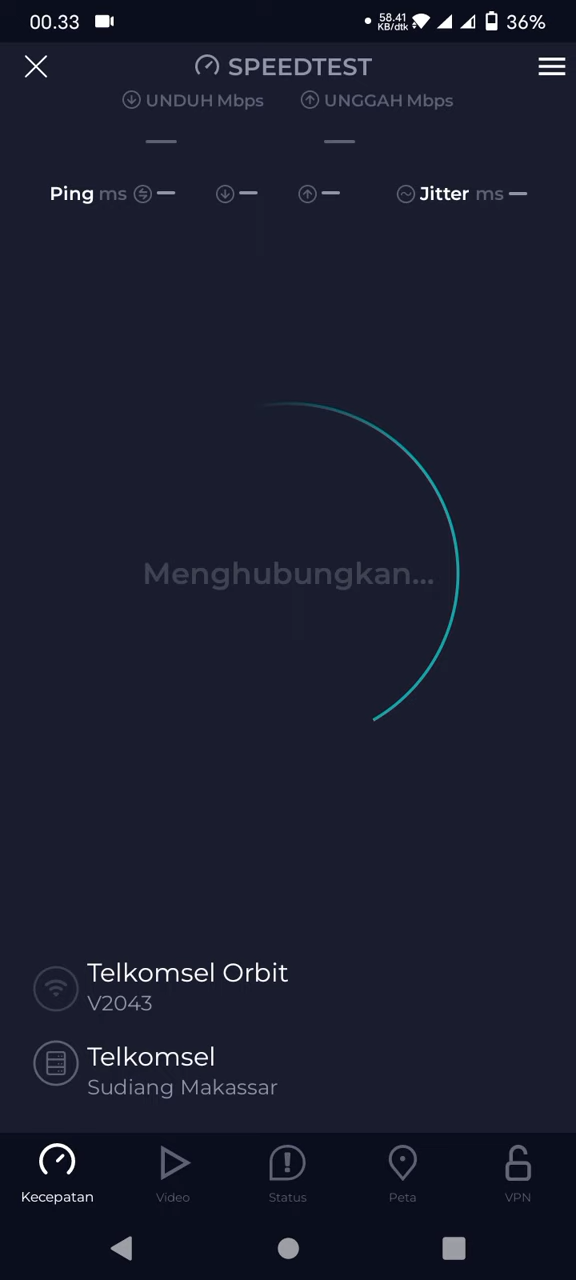 00.33 58.41 KB/dtk 36%
SPEEDTEST
UNDUH Mbps UNGGAH Mbps
— —
Ping ms — — — Jitter ms —
Menghubungkan...
Telkomsel Orbit
V2043
Telkomsel
Sudiang Makassar
Kecepatan Video Status Peta VPN